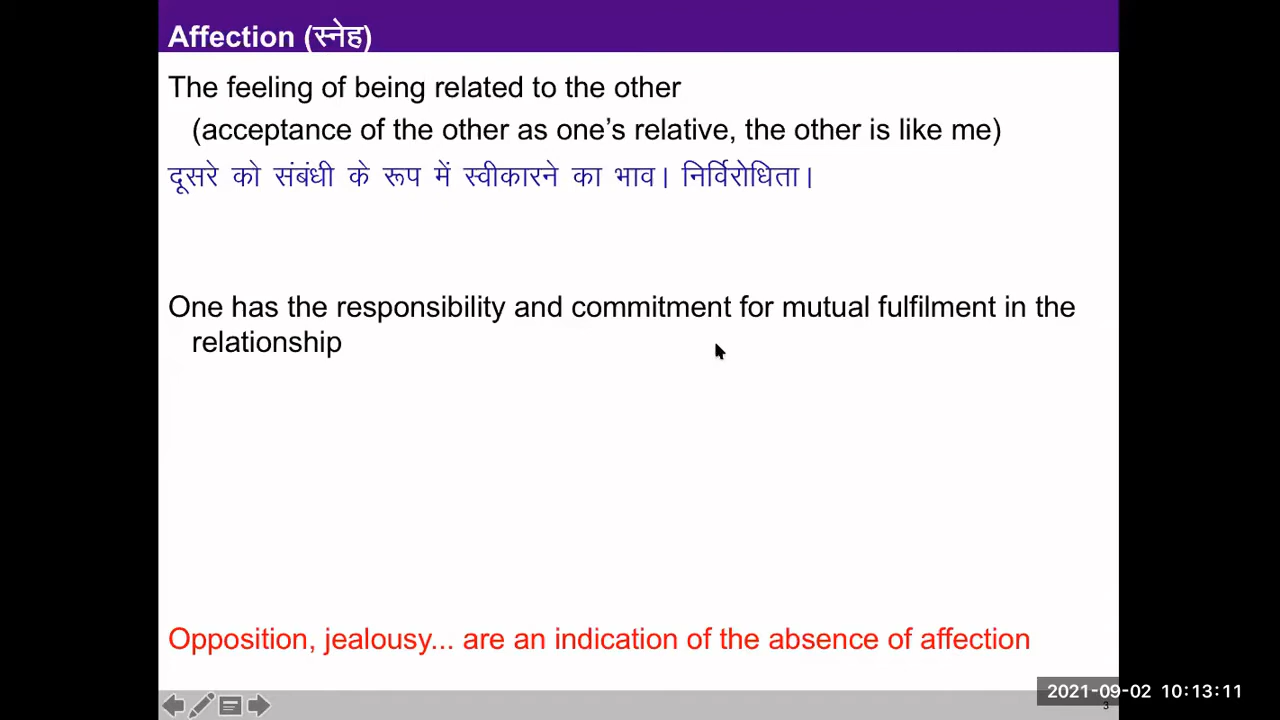 Affection (स्नेह)
The feeling of being related to the other
(acceptance of the other as one's relative, the other is like me)
दूसरे को संबंधी के रूप में स्वीकारने का भाव। निर्विरोधिता।
One has the responsibility and commitment for mutual fulfilment in the
relationship
Opposition, jealousy... are an indication of the absence of affection
2021-09-02 10:13:11
3